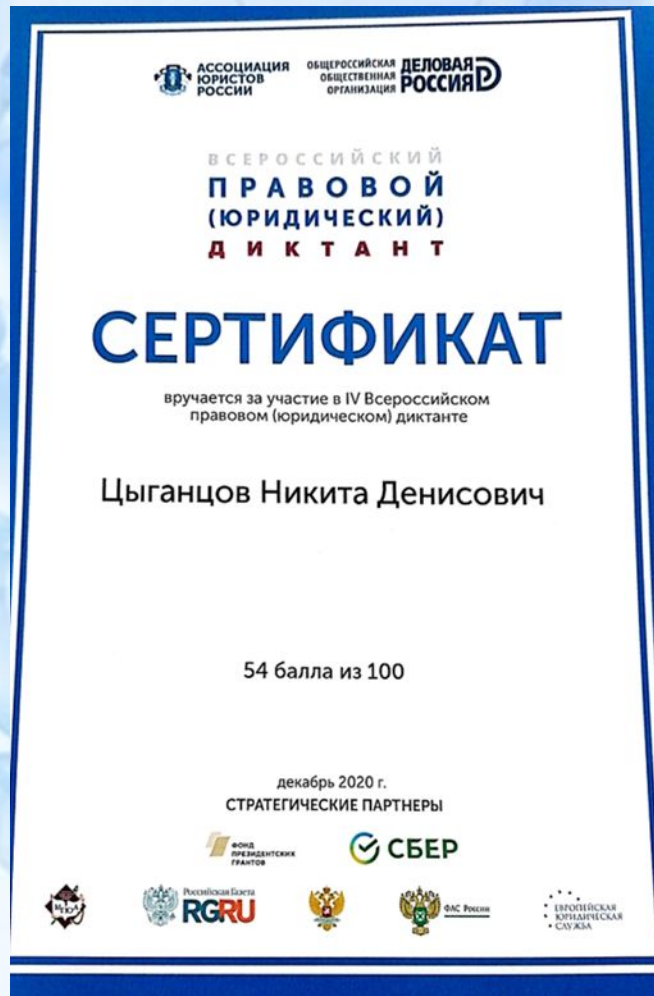 АССОЦИАЦИЯ
ЮРИСТОВ
РОССИИ
ОБЩЕРОССИЙСКАЯ
ОБЩЕСТВЕННАЯ
ОРГАНИЗАЦИЯ
ДЕЛОВАЯ
РОССИЯ
ВСЕРОССИЙСКИЙ
ПРАВОВОЙ
(ЮРИДИЧЕСКИЙ)
ДИКТАНТ
СЕРТИФИКАТ
вручается за участие в IV Всероссийском
правовом (юридическом) диктанте
Цыганцов Никита Денисович
54 балла из 100
декабрь 2020 г.
СТРАТЕГИЧЕСКИЕ ПАРТНЕРЫ
ФОНД
ПРЕЗИДЕНТСКИХ
ГРАНТОВ
СБЕР
Российская Газета
RGRU
ФАС России
ЕВРОПЕЙСКАЯ
ЮРИДИЧЕСКАЯ
СЛУЖБА